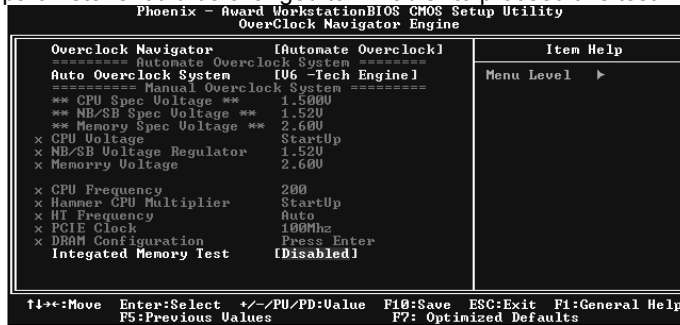 Phoenix - Award WorkstationBIOS CMOS Setup Utility
OverClock Navigator Engine
Overclock Navigator [Automate Overclock] Item Help
======== Automate Overclock System ========
Auto Overclock System [V6 -Tech Engine] Menu Level ▶
========== Manual Overclock System =========
** CPU Spec Voltage ** 1.500V
** NB/SB Spec Voltage ** 1.52V
** Memory Spec Voltage ** 2.60V
x CPU Voltage StartUp
x NB/SB Voltage Regulator 1.52V
x Memorry Voltage 2.60V
x CPU Frequency 200
x Hammer CPU Multiplier StartUp
x HT Frequency Auto
x PCIE Clock 100Mhz
x DRAM Configuration Press Enter
Integated Memory Test [Disabled]
↑↓→←:Move Enter:Select +/-/PU/PD:Value F10:Save ESC:Exit F1:General Help
F5:Previous Values F7: Optimized Defaults